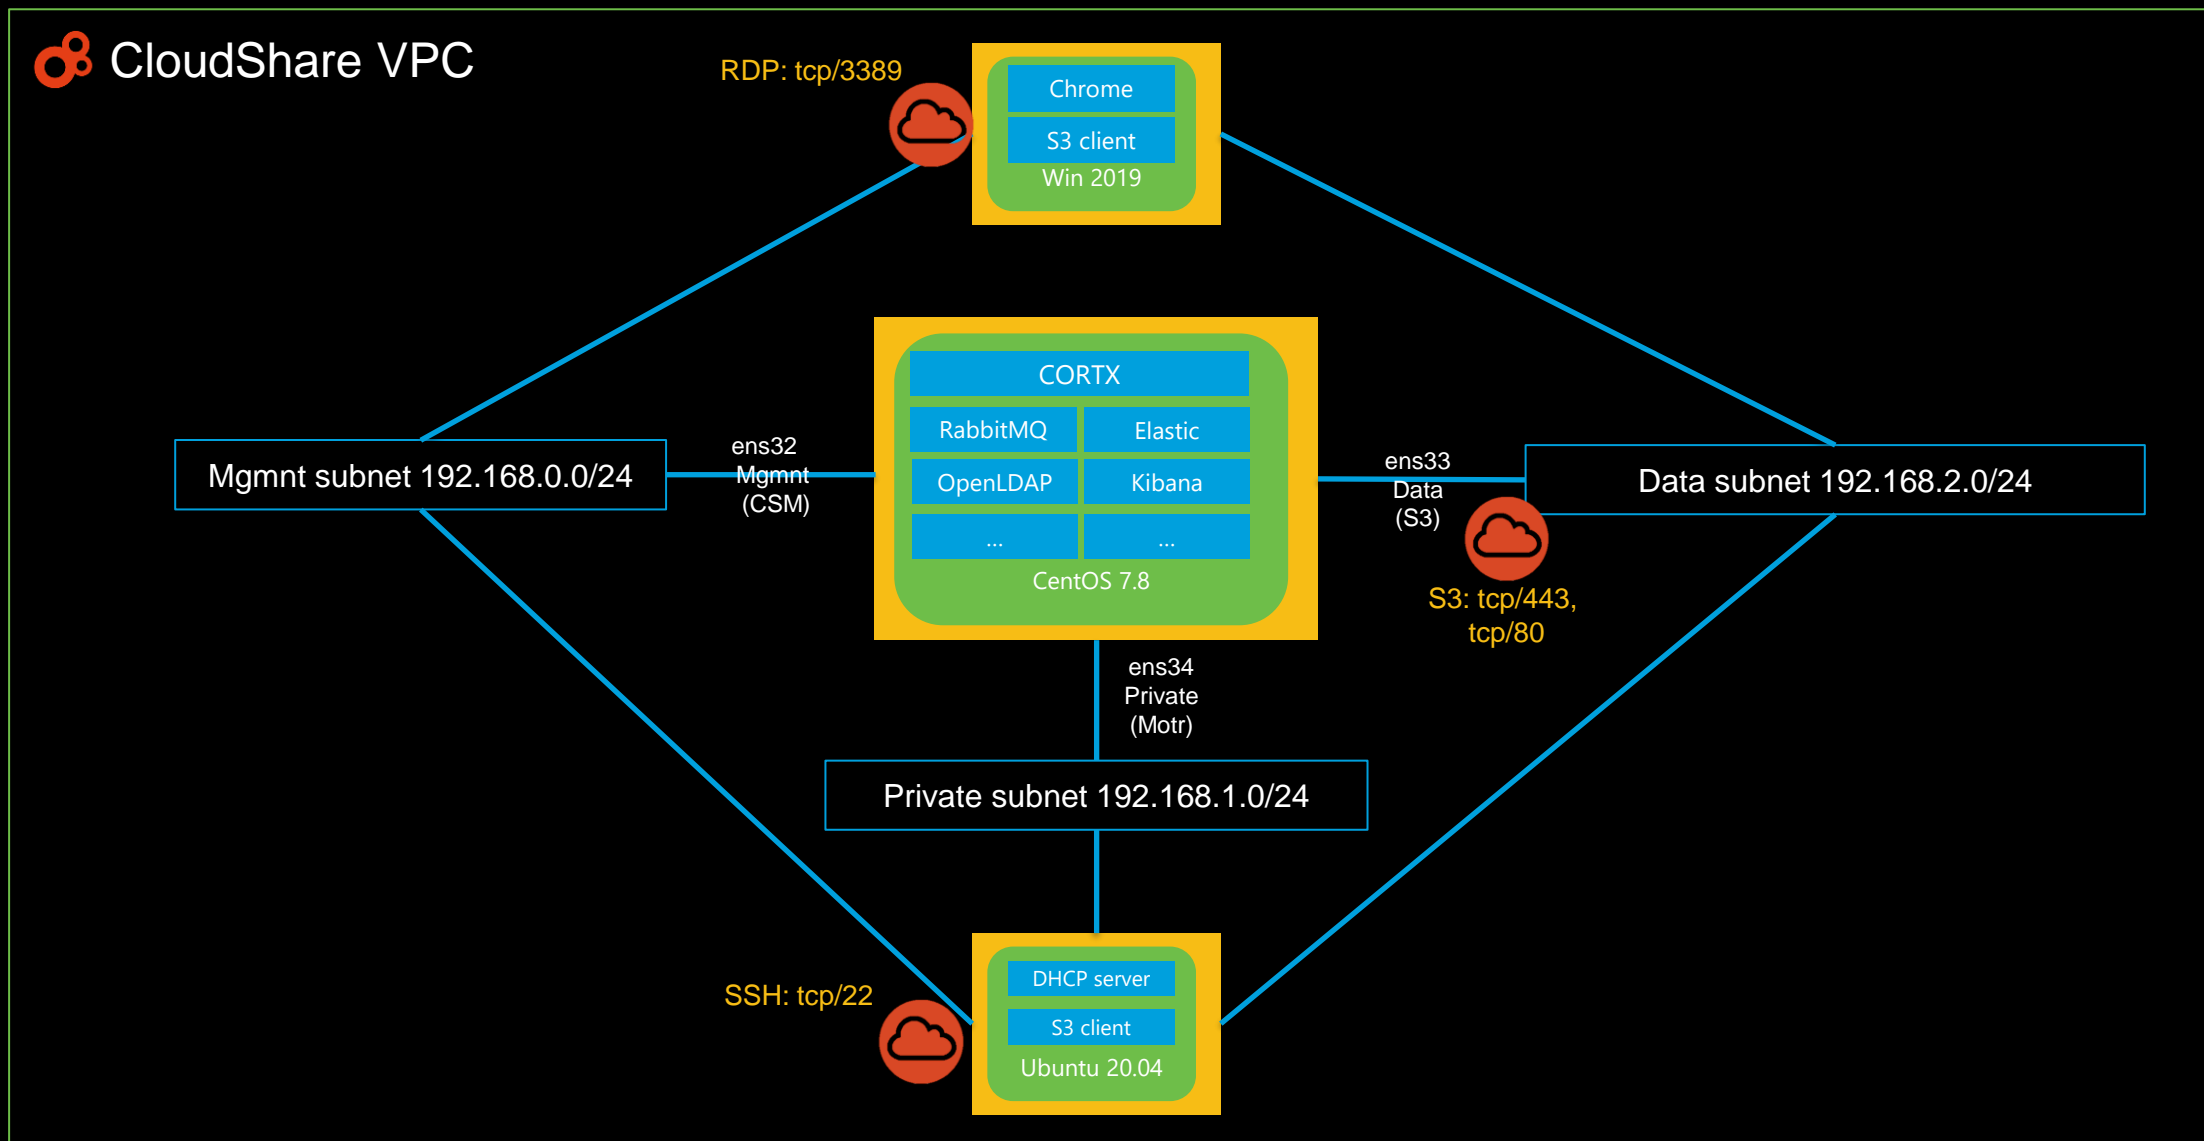 CloudShare VPC
RDP: tcp/3389
Chrome
S3 client
Win 2019
CORTX
RabbitMQ
Elastic
OpenLDAP
Kibana
...
...
CentOS 7.8
Mgmnt subnet 192.168.0.0/24
ens32
Mgmnt
(CSM)
ens33
Data
(S3)
Data subnet 192.168.2.0/24
S3: tcp/443,
tcp/80
ens34
Private
(Motr)
Private subnet 192.168.1.0/24
SSH: tcp/22
DHCP server
S3 client
Ubuntu 20.04